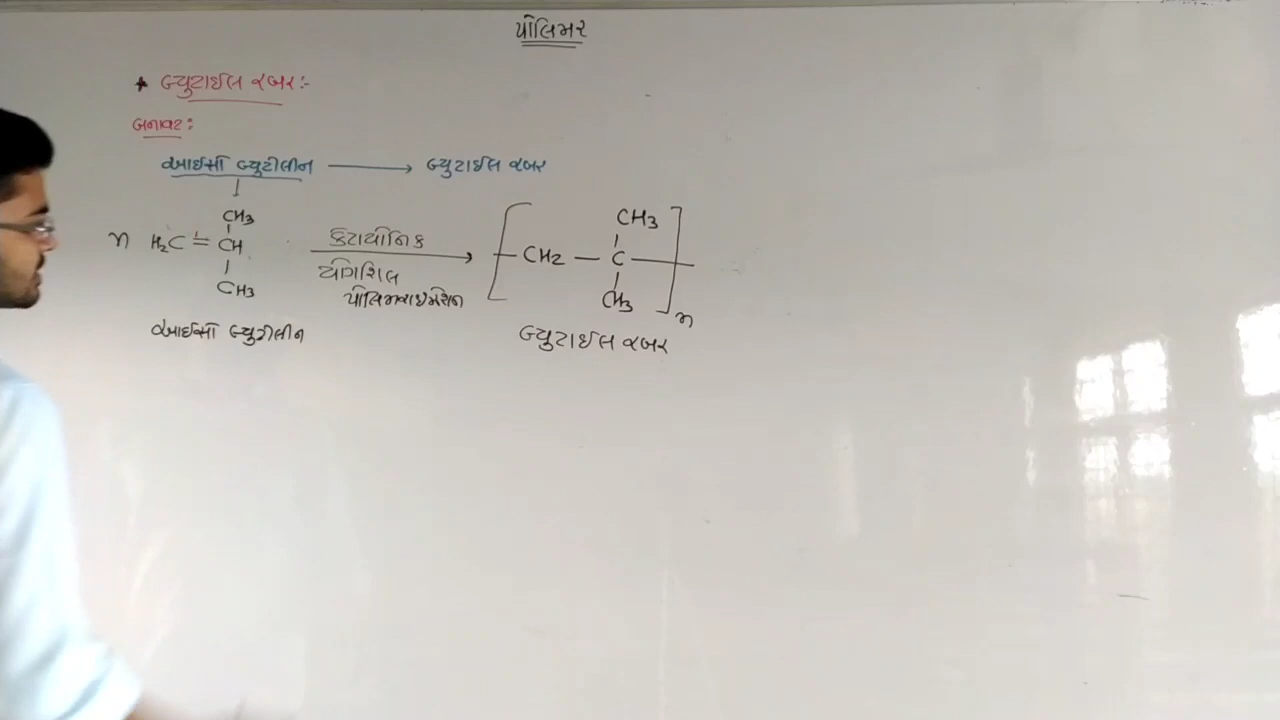 પોલિમર
* બ્યુટાઈલ રબર:-
બનાવટ:
આઈસો બ્યુટીલીન ⟶ બ્યુટાઈલ રબર
CH3
n H2C = CH
CH3
આઈસો બ્યુટીલીન
કેટાયોનિક
યોગશિલ
પોલિમરાઇઝેશન
CH3
[ CH2 — C ] n
CH3
બ્યુટાઈલ રબર